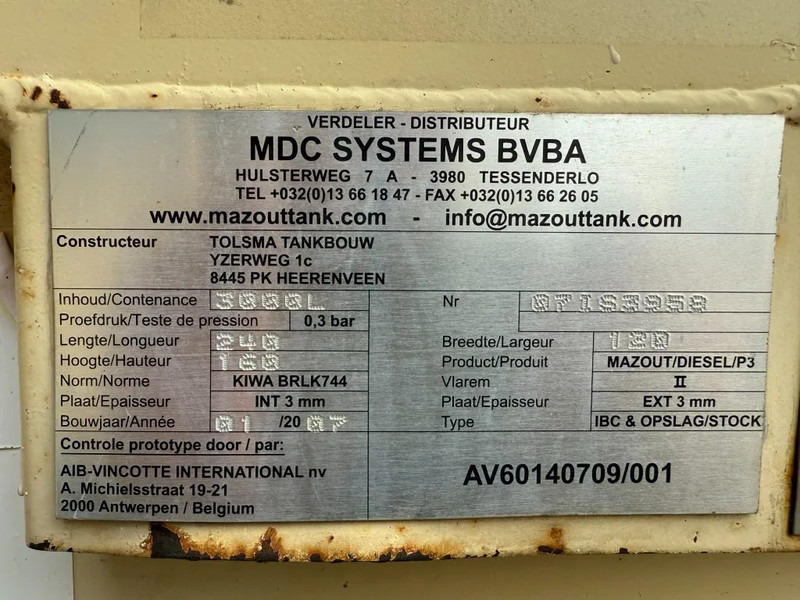 VERDELER - DISTRIBUTEUR
MDC SYSTEMS BVBA
HULSTERWEG 7 A - 3980 TESSENDERLO
TEL +032(0)13 66 18 47 - FAX +032(0)13 66 26 05
www.mazouttank.com - info@mazouttank.com
Constructeur TOLSMA TANKBOUW
YZERWEG 1c
8445 PK HEERENVEEN
Inhoud/Contenance 3000L Nr 07IS3958
Proefdruk/Teste de pression 0,3 bar
Lengte/Longueur 240 Breedte/Largeur 120
Hoogte/Hauteur 160 Product/Produit MAZOUT/DIESEL/P3
Norm/Norme KIWA BRLK744 Vlarem II
Plaat/Epaisseur INT 3 mm Plaat/Epaisseur EXT 3 mm
Bouwjaar/Année 01 /20 07 Type IBC & OPSLAG/STOCK
Controle prototype door / par:
AIB-VINCOTTE INTERNATIONAL nv
A. Michielsstraat 19-21
2000 Antwerpen / Belgium
AV60140709/001